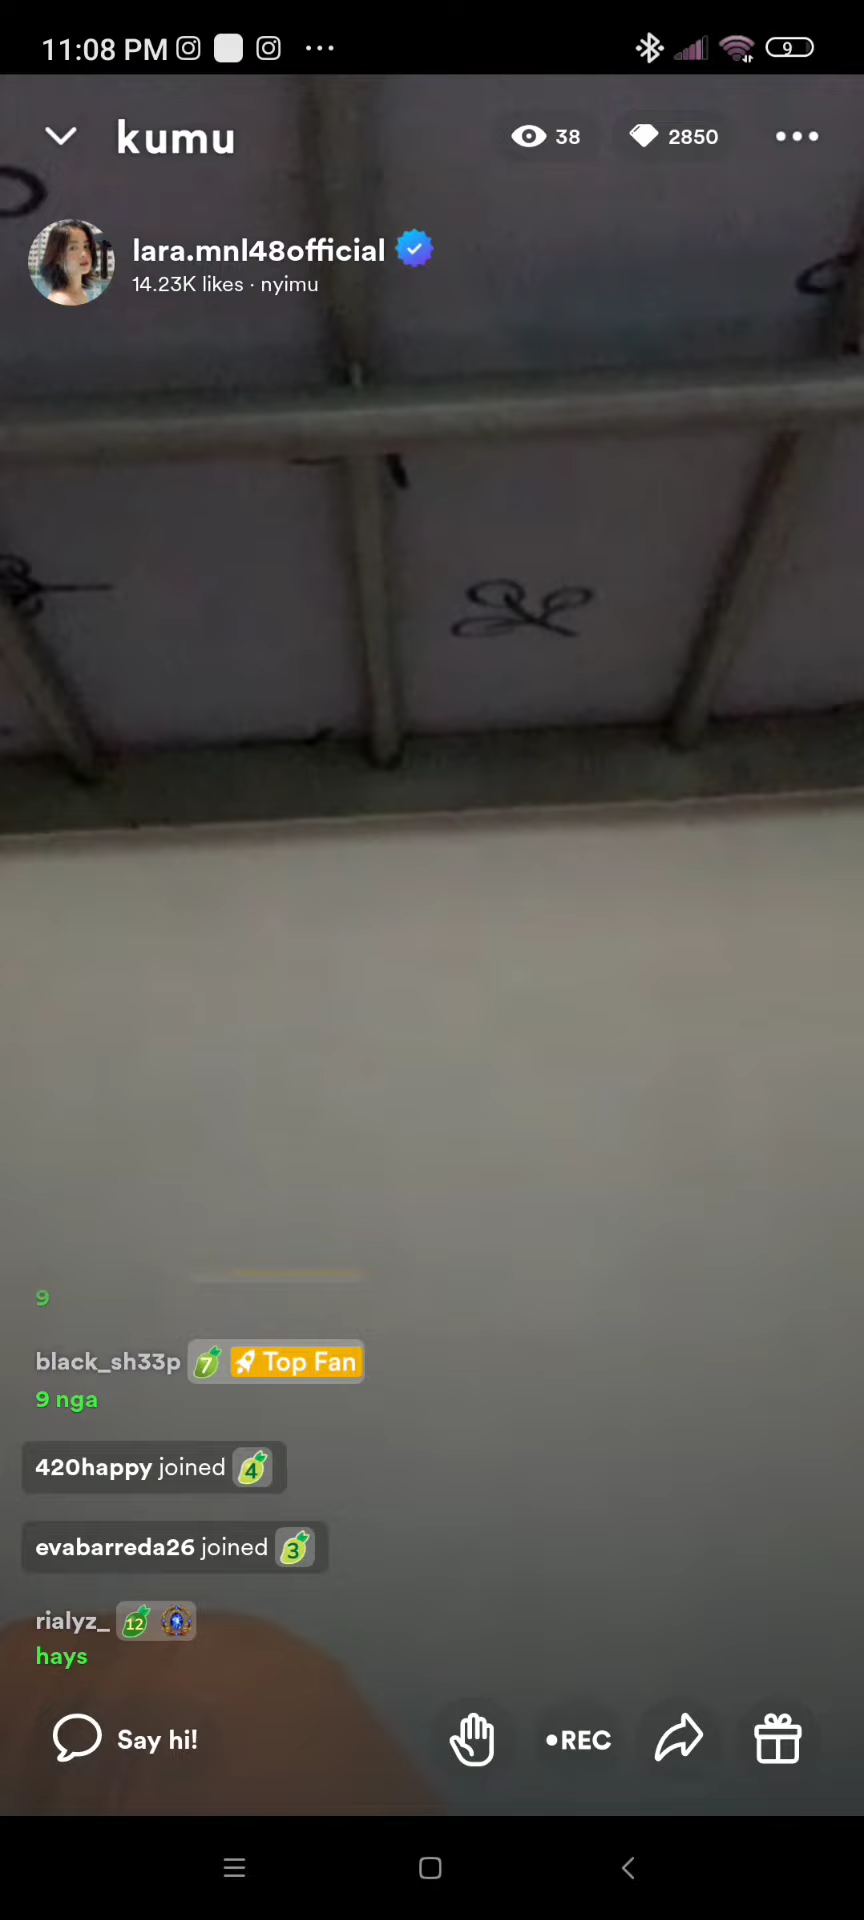 11:08 PM
9
kumu
38
2850
lara.mnl48official
14.23K likes · nyimu
9
black_sh33p 7 Top Fan
9 nga
420happy joined 4
evabarreda26 joined 3
rialyz_ 12
hays
Say hi!
•REC